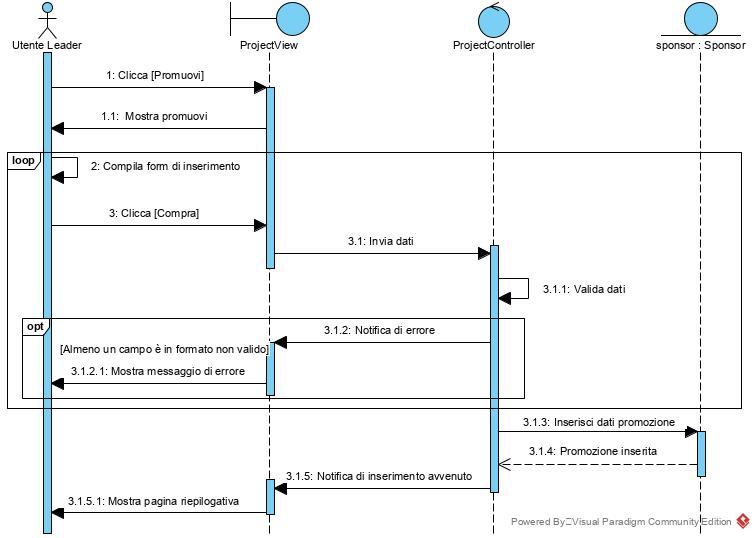 Utente Leader
ProjectView
ProjectController
sponsor : Sponsor
1: Clicca [Promuovi]
1.1: Mostra promuovi
loop
2: Compila form di inserimento
3: Clicca [Compra]
3.1: Invia dati
3.1.1: Valida dati
opt
3.1.2: Notifica di errore
[Almeno un campo è in formato non valido]
3.1.2.1: Mostra messaggio di errore
3.1.3: Inserisci dati promozione
3.1.4: Promozione inserita
3.1.5: Notifica di inserimento avvenuto
3.1.5.1: Mostra pagina riepilogativa
Powered By Visual Paradigm Community Edition